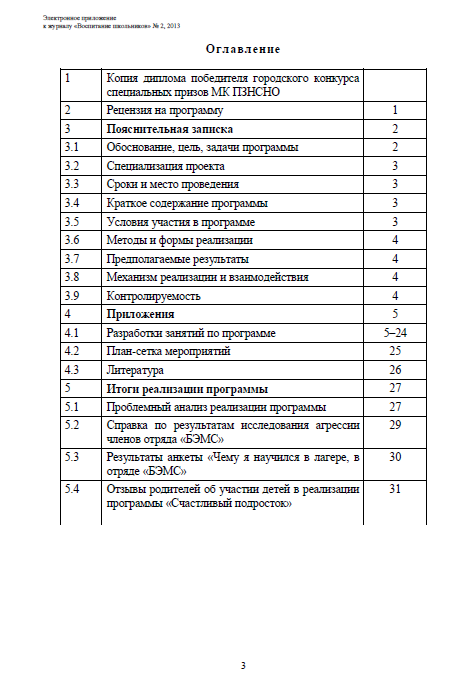 Электронное приложение
к журналу «Воспитание школьников» № 2, 2013
Оглавление
1 Копия диплома победителя городского конкурса
специальных призов МК ПЗНСНО
2 Рецензия на программу 1
3 Пояснительная записка 2
3.1 Обоснование, цель, задачи программы 2
3.2 Специализация проекта 3
3.3 Сроки и место проведения 3
3.4 Краткое содержание программы 3
3.5 Условия участия в программе 3
3.6 Методы и формы реализации 4
3.7 Предполагаемые результаты 4
3.8 Механизм реализации и взаимодействия 4
3.9 Контролируемость 4
4 Приложения 5
4.1 Разработки занятий по программе 5–24
4.2 План-сетка мероприятий 25
4.3 Литература 26
5 Итоги реализации программы 27
5.1 Проблемный анализ реализации программы 27
5.2 Справка по результатам исследования агрессии 29
членов отряда «БЭМС»
5.3 Результаты анкеты «Чему я научился в лагере, в 30
отряде «БЭМС»
5.4 Отзывы родителей об участии детей в реализации 31
программы «Счастливый подросток»
3